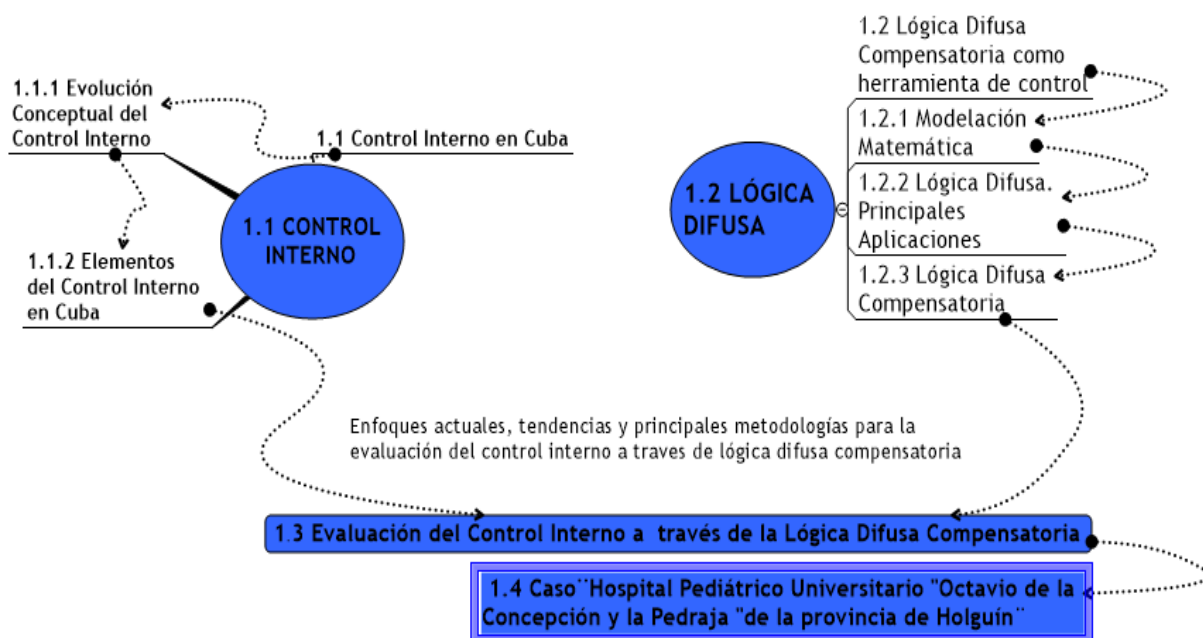 1.1.1 Evolución
Conceptual del
Control Interno
1.1 Control Interno en Cuba
1.1 CONTROL
INTERNO
1.1.2 Elementos
del Control Interno
en Cuba
1.2 LÓGICA
DIFUSA
1.2 Lógica Difusa
Compensatoria como
herramienta de control
1.2.1 Modelación
Matemática
1.2.2 Lógica Difusa.
Principales
Aplicaciones
1.2.3 Lógica Difusa
Compensatoria
Enfoques actuales, tendencias y principales metodologías para la
evaluación del control interno a traves de lógica difusa compensatoria
1.3 Evaluación del Control Interno a través de la Lógica Difusa Compensatoria
1.4 Caso¨Hospital Pediátrico Universitario "Octavio de la
Concepción y la Pedraja "de la provincia de Holguín¨